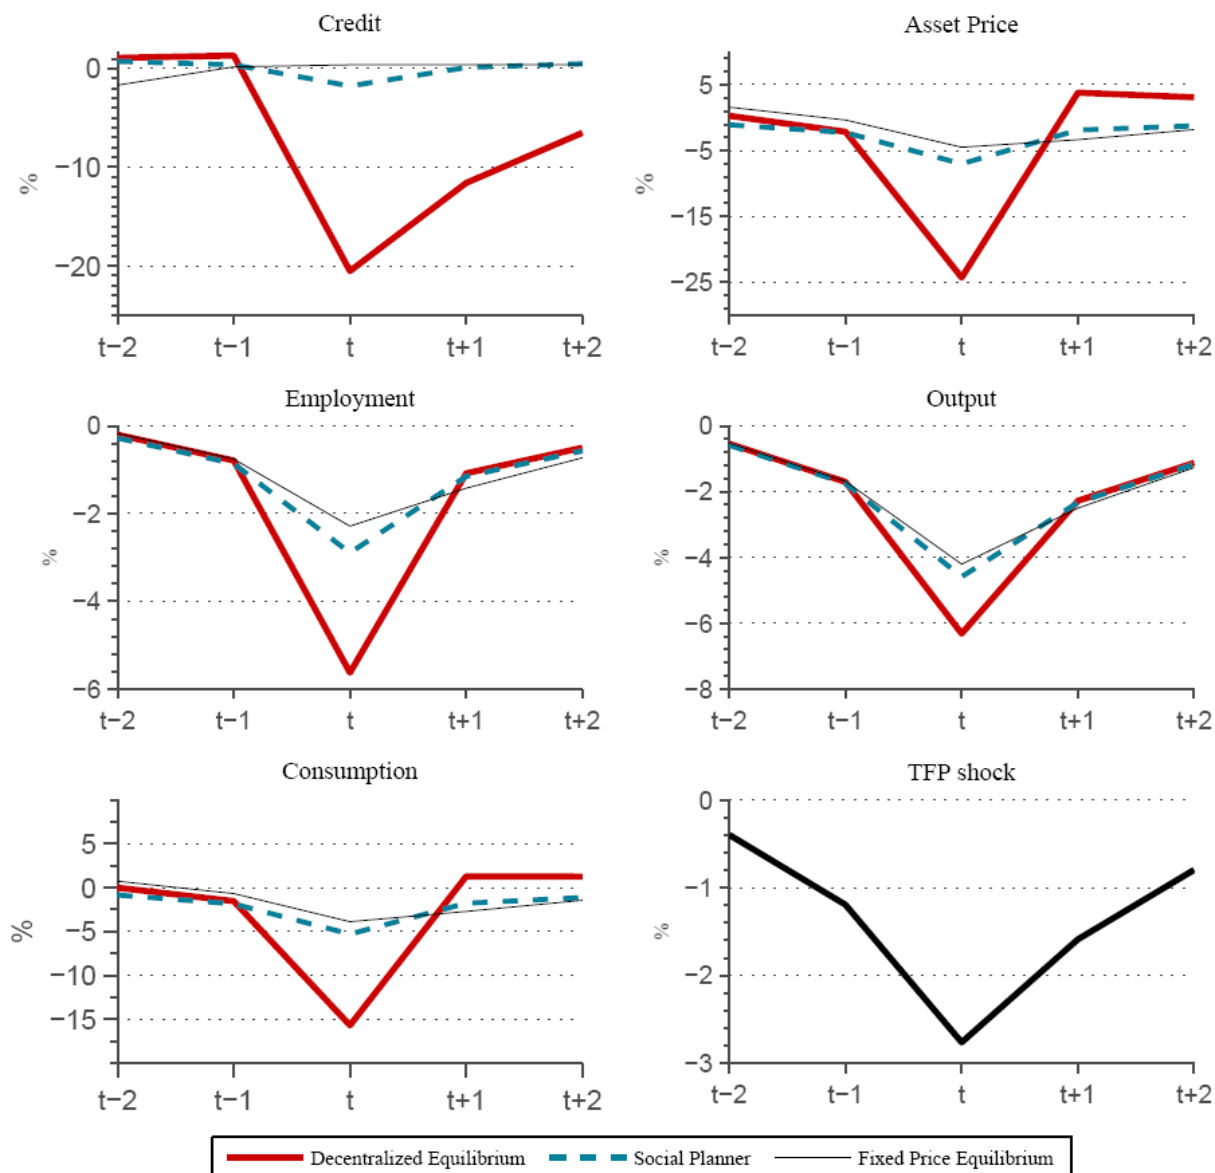 Credit
0
−10
−20
%
t−2 t−1 t t+1 t+2
Asset Price
5
−5
−15
−25
%
t−2 t−1 t t+1 t+2
Employment
0
−2
−4
−6
%
t−2 t−1 t t+1 t+2
Output
0
−2
−4
−6
−8
%
t−2 t−1 t t+1 t+2
Consumption
5
0
−5
−10
−15
%
t−2 t−1 t t+1 t+2
TFP shock
0
−1
−2
−3
%
t−2 t−1 t t+1 t+2
Decentralized Equilibrium Social Planner Fixed Price Equilibrium